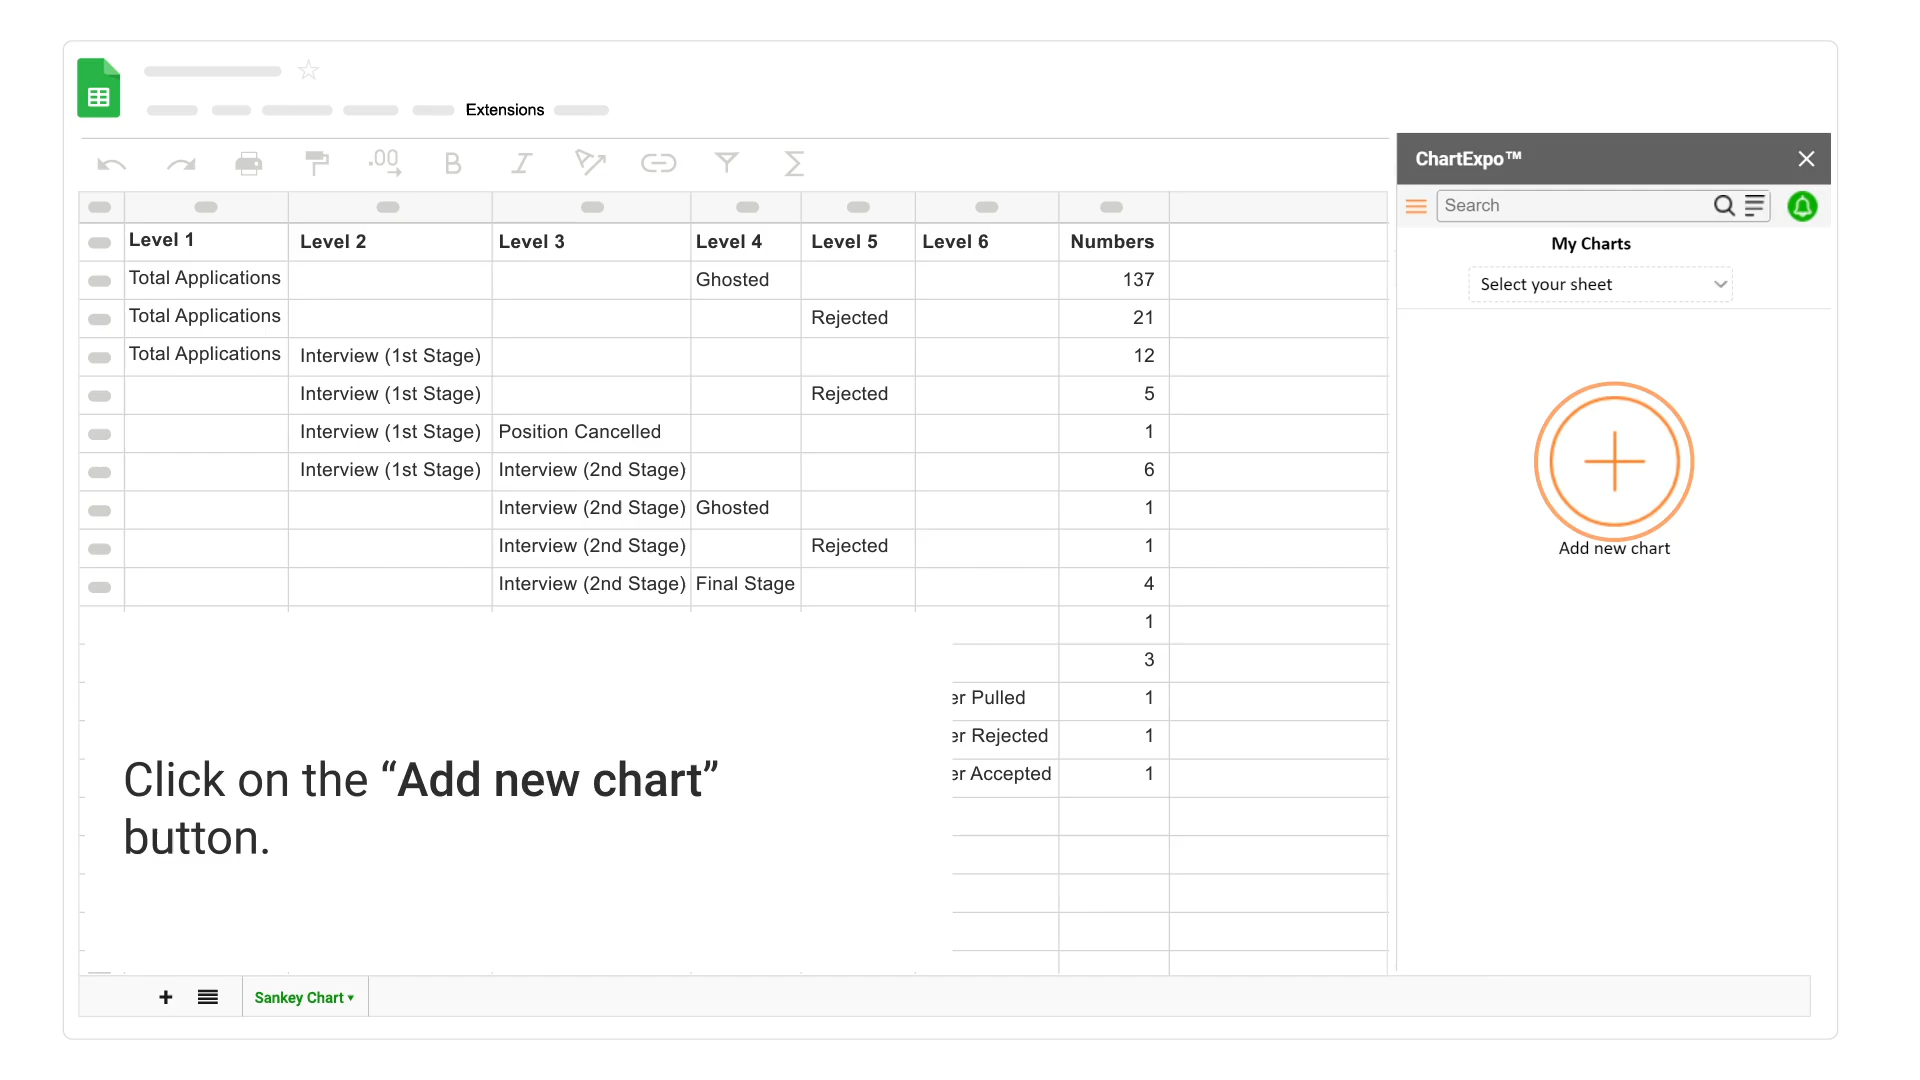 Extensions
.00
B
I
ChartExpo™
Search
My Charts
Select your sheet
Add new chart
Level 1 Level 2 Level 3 Level 4 Level 5 Level 6 Numbers
Total Applications Ghosted 137
Total Applications Rejected 21
Total Applications Interview (1st Stage) 12
Interview (1st Stage) Rejected 5
Interview (1st Stage) Position Cancelled 1
Interview (1st Stage) Interview (2nd Stage) 6
Interview (2nd Stage) Ghosted 1
Interview (2nd Stage) Rejected 1
Interview (2nd Stage) Final Stage 4
1
3
er Pulled 1
er Rejected 1
er Accepted 1
Click on the “Add new chart”
button.
Sankey Chart